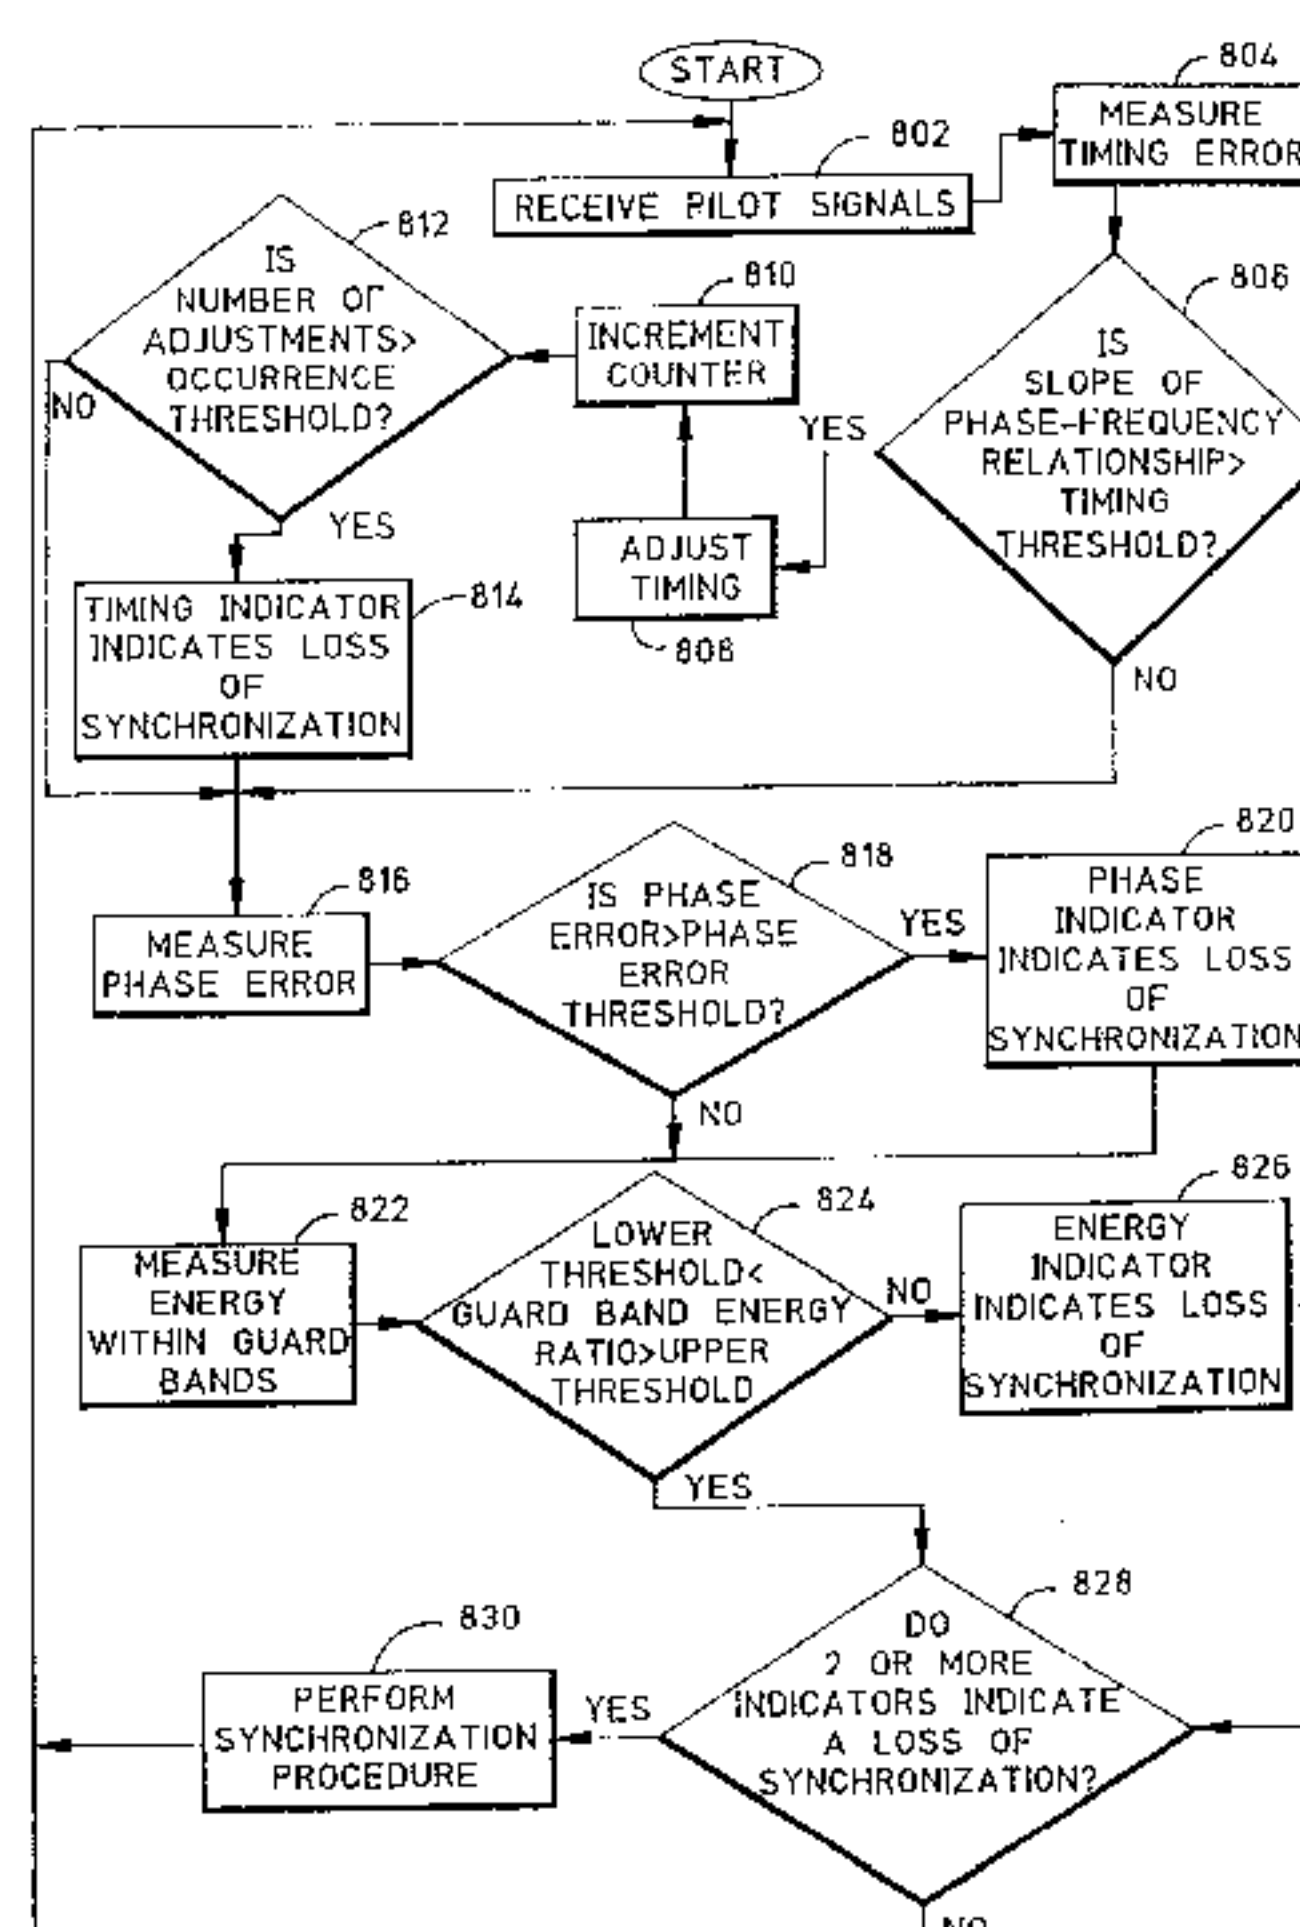 START
802
RECEIVE PILOT SIGNALS
804
MEASURE
TIMING ERROR
806
IS
SLOPE OF
PHASE-FREQUENCY
RELATIONSHIP>
TIMING
THRESHOLD?
YES
NO
ADJUST
TIMING
808
810
INCREMENT
COUNTER
812
IS
NUMBER OF
ADJUSTMENTS>
OCCURRENCE
THRESHOLD?
NO
YES
814
TIMING INDICATOR
INDICATES LOSS
OF
SYNCHRONIZATION
816
MEASURE
PHASE ERROR
818
IS PHASE
ERROR>PHASE
ERROR
THRESHOLD?
YES
NO
820
PHASE
INDICATOR
INDICATES LOSS
OF
SYNCHRONIZATION
822
MEASURE
ENERGY
WITHIN GUARD
BANDS
824
LOWER
THRESHOLD<
GUARD BAND ENERGY
RATIO>UPPER
THRESHOLD
NO
YES
826
ENERGY
INDICATOR
INDICATES LOSS
OF
SYNCHRONIZATION
828
DO
2 OR MORE
INDICATORS INDICATE
A LOSS OF
SYNCHRONIZATION?
YES
NO
830
PERFORM
SYNCHRONIZATION
PROCEDURE